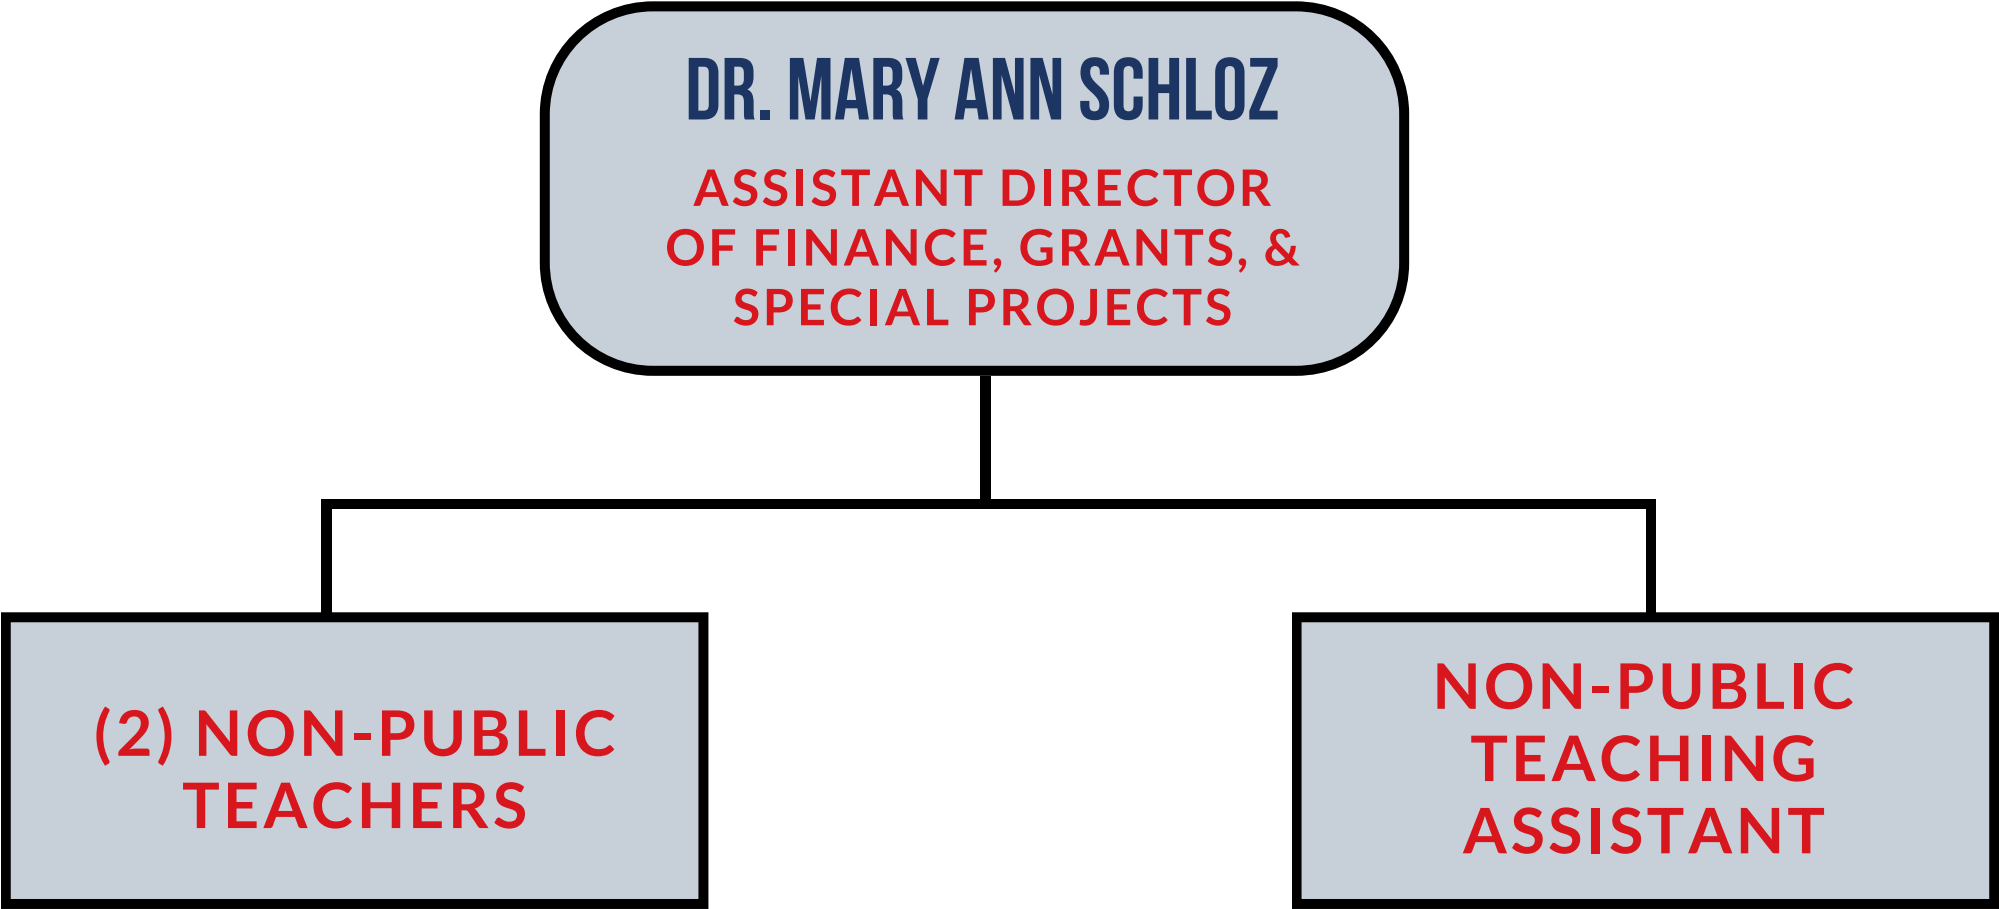 DR. MARY ANN SCHLOZ
ASSISTANT DIRECTOR
OF FINANCE, GRANTS, &
SPECIAL PROJECTS
(2) NON-PUBLIC
TEACHERS
NON-PUBLIC
TEACHING
ASSISTANT